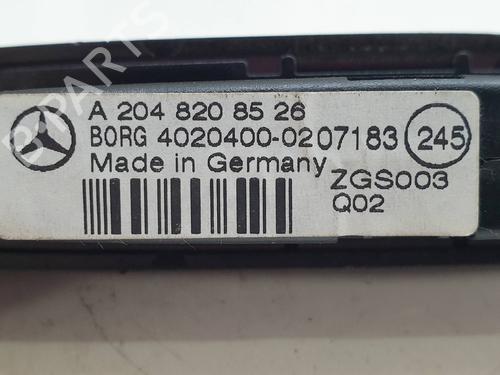 B-PARTS
A 204 820 85 26
BORG 4020400-0207183 245
Made in Germany
ZGS003
Q02